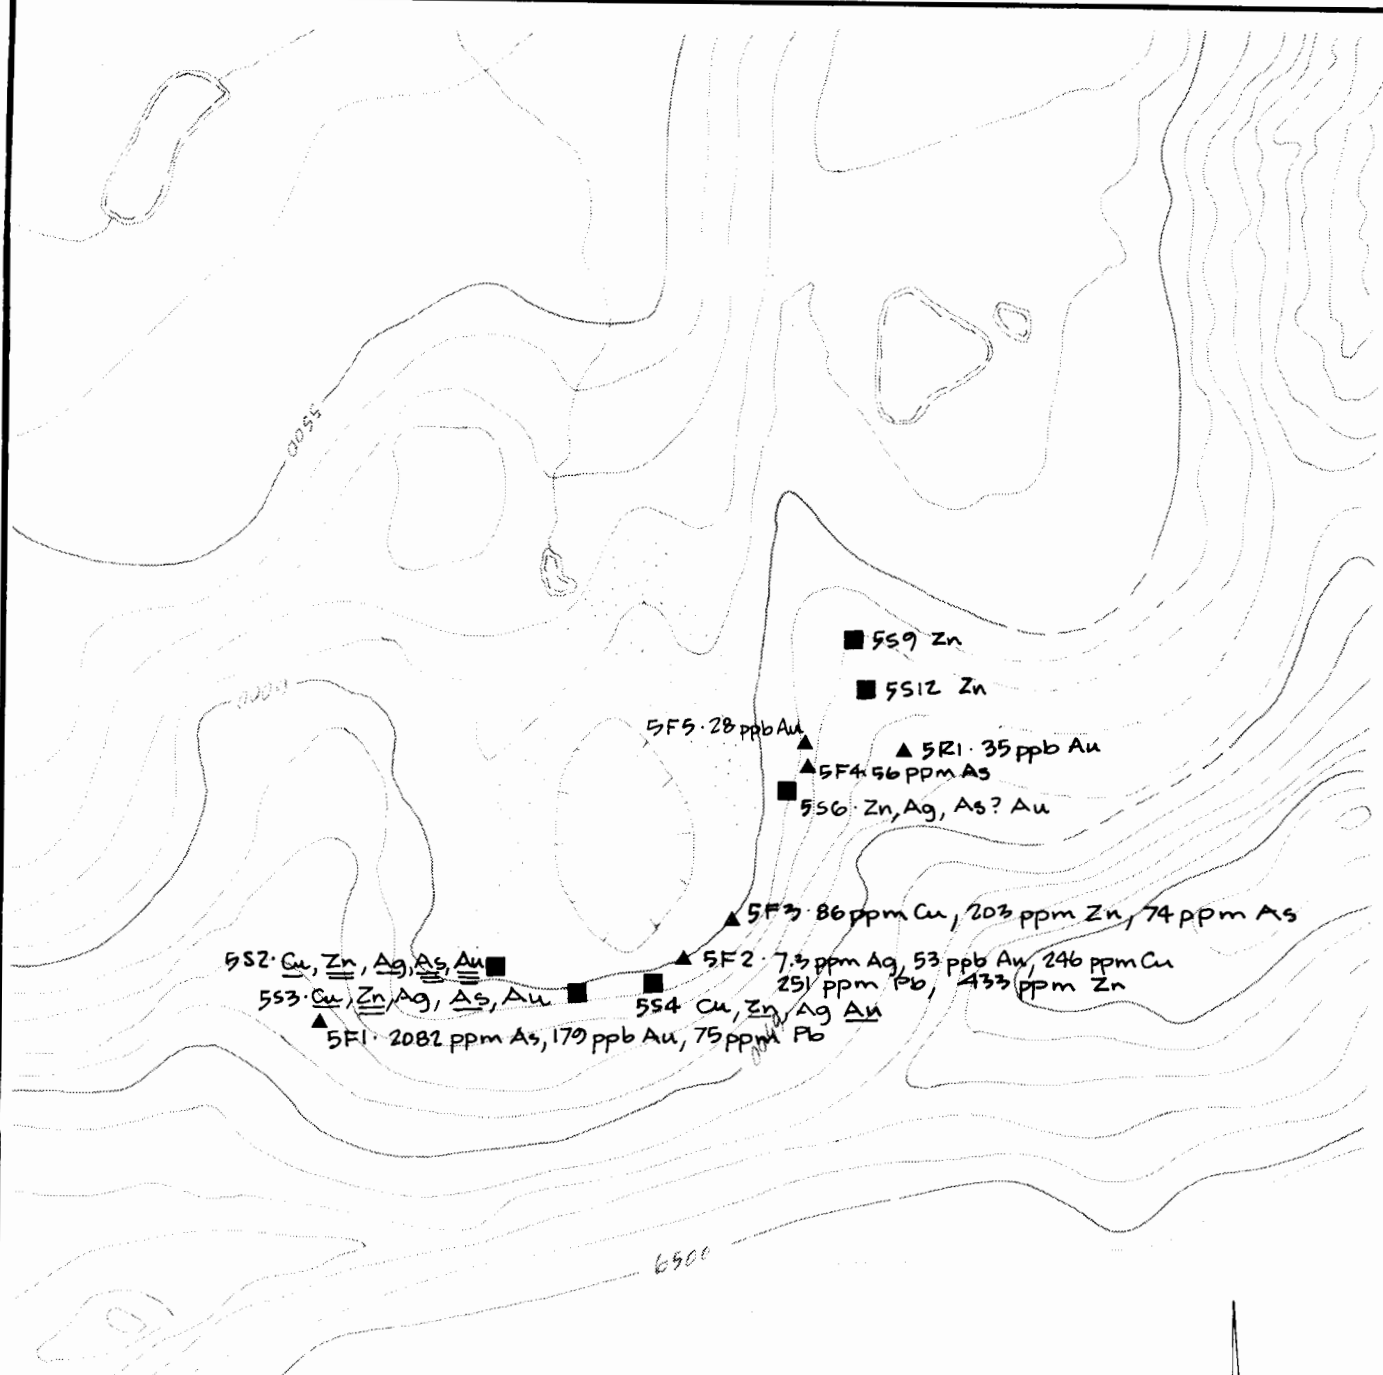 5500
5S9 Zn
6000
5S12 Zn
5F5 · 28 ppb Au
5R1 · 35 ppb Au
5F4 · 56 ppm As
5S6 · Zn, Ag, As? Au
5F3 · 86 ppm Cu, 203 ppm Zn, 74 ppm As
5S2 · Cu, Zn, Ag, As, Au
5F2 · 7.3 ppm Ag, 53 ppb Au, 246 ppm Cu
251 ppm Pb, 433 ppm Zn
5S3 · Cu, Zn, Ag, As, Au
5S4 Cu, Zn, Ag Au
5F1 · 2082 ppm As, 179 ppb Au, 75 ppm Pb
6500